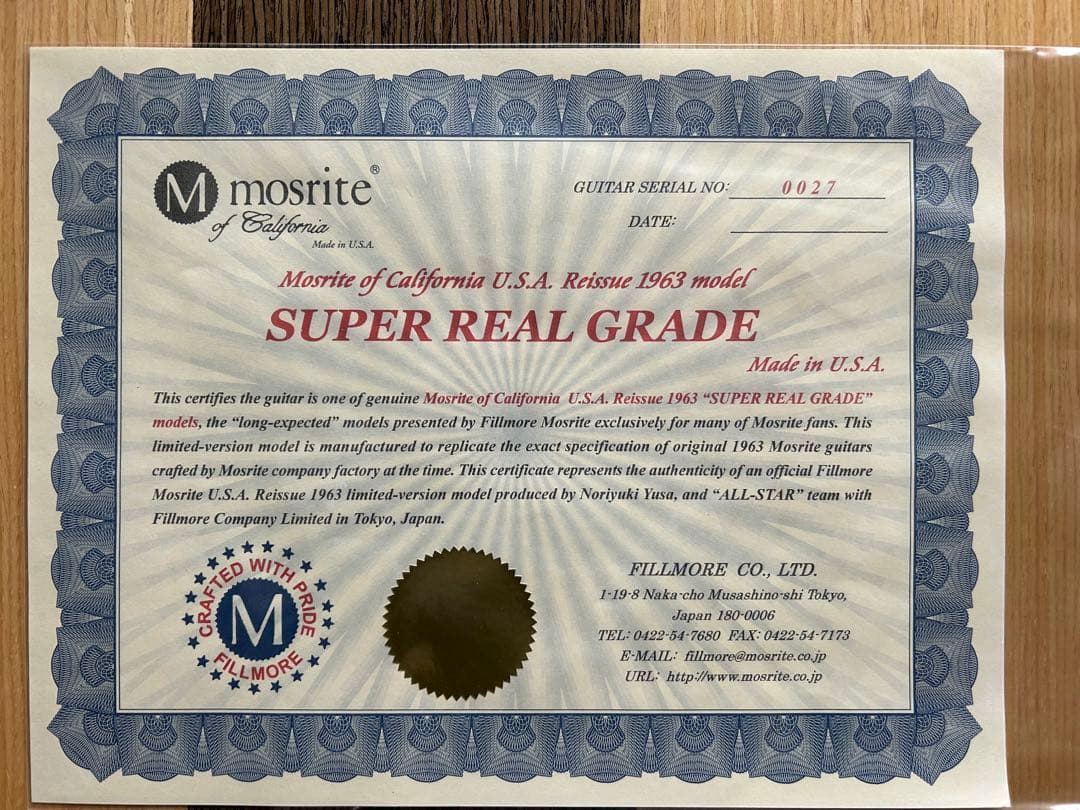 M mosrite®
of California
Made in U.S.A.
GUITAR SERIAL NO: 0027
DATE:
Mosrite of California U.S.A. Reissue 1963 model
SUPER REAL GRADE
Made in U.S.A.
This certifies the guitar is one of genuine Mosrite of California U.S.A. Reissue 1963 “SUPER REAL GRADE”
models, the “long-expected” models presented by Fillmore Mosrite exclusively for many of Mosrite fans. This
limited-version model is manufactured to replicate the exact specification of original 1963 Mosrite guitars
crafted by Mosrite company factory at the time. This certificate represents the authenticity of an official Fillmore
Mosrite U.S.A. Reissue 1963 limited-version model produced by Noriyuki Yusa, and “ALL-STAR” team with
Fillmore Company Limited in Tokyo, Japan.
CRAFTED WITH PRIDE
M
FILLMORE
FILLMORE CO., LTD.
1-19-8 Naka-cho Musashino-shi Tokyo,
Japan 180-0006
TEL: 0422-54-7680 FAX: 0422-54-7173
E-MAIL: fillmore@mosrite.co.jp
URL: http://www.mosrite.co.jp